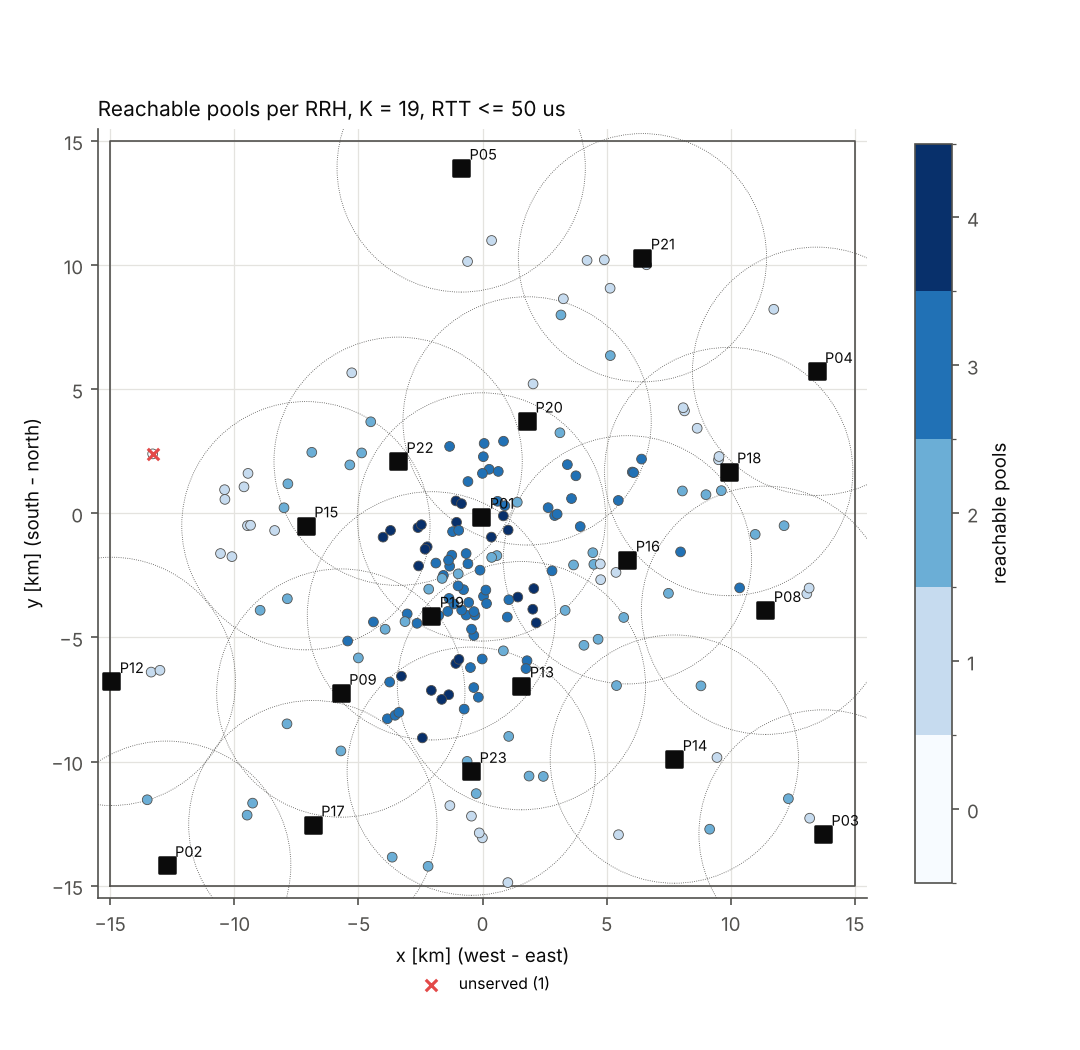 Reachable pools per RRH, K = 19, RTT <= 50 us
15
10
5
0
−5
−10
−15
−15
−10
−5
0
5
10
15
y [km] (south - north)
x [km] (west - east)
unserved (1)
P05
P21
P04
P20
P22
P18
P01
P15
P16
P08
P19
P12
P09
P13
P14
P23
P17
P03
P02
4
3
2
1
0
reachable pools